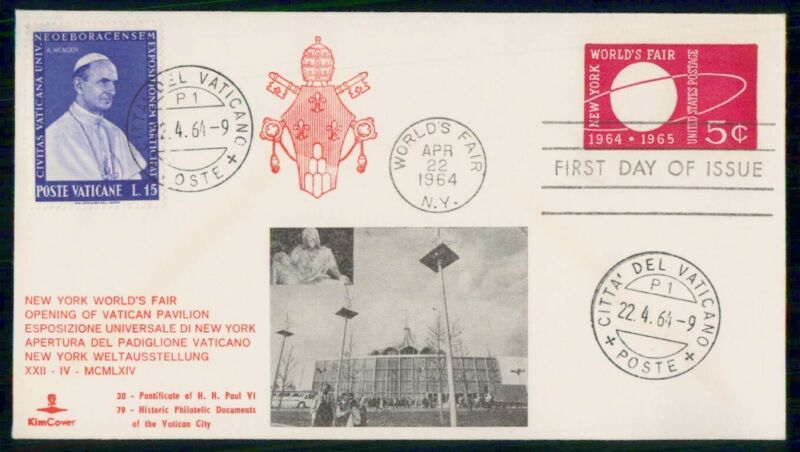 CIVITAS VATICANA UNIV. NEOEBORACENSEM EXPOSITIONEM PARTICIPAT
A. MCMLXIV
POSTE VATICANE L. 15
CITTA' DEL VATICANO
P 1
22.4.64-9
POSTE
WORLD'S FAIR
APR
22
1964
N.Y.
NEW YORK WORLD'S FAIR
UNITED STATES POSTAGE
1964 • 1965
5¢
FIRST DAY OF ISSUE
CITTA' DEL VATICANO
P 1
22.4.64-9
POSTE
NEW YORK WORLD'S FAIR
OPENING OF VATICAN PAVILION
ESPOSIZIONE UNIVERSALE DI NEW YORK
APERTURA DEL PADIGLIONE VATICANO
NEW YORK WELTAUSSTELLUNG
XXII - IV - MCMLXIV
30 - Pontificate of H. H. Paul VI
79 - Historic Philatelic Documents
of the Vatican City
KimCover